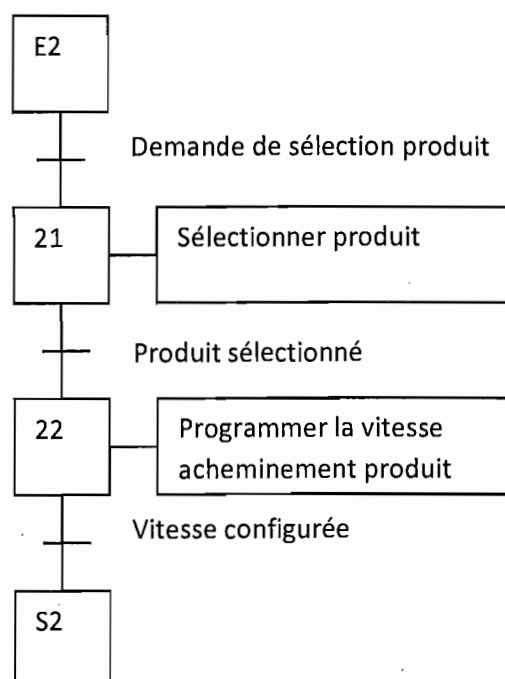 E2
Demande de sélection produit
21
Sélectionner produit
Produit sélectionné
22
Programmer la vitesse
acheminement produit
Vitesse configurée
S2